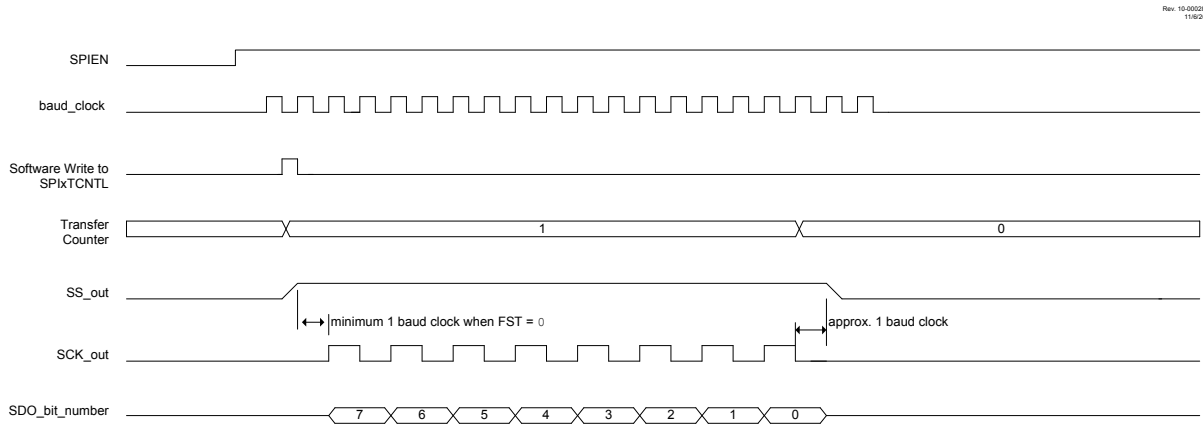 Rev. 10-0002
11/6/20
SPIEN
baud_clock
Software Write to
SPIxTCNTL
Transfer
Counter
1
0
SS_out
minimum 1 baud clock when FST = 0
approx. 1 baud clock
SCK_out
SDO_bit_number
7 6 5 4 3 2 1 0